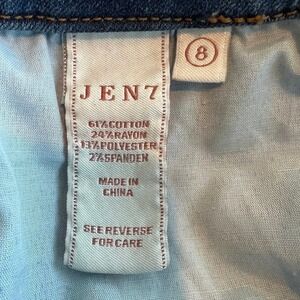 JEN7
8
61%COTTON
24%RAYON
13%POLYESTER
2%SPANDEX
MADE IN
CHINA
SEE REVERSE
FOR CARE